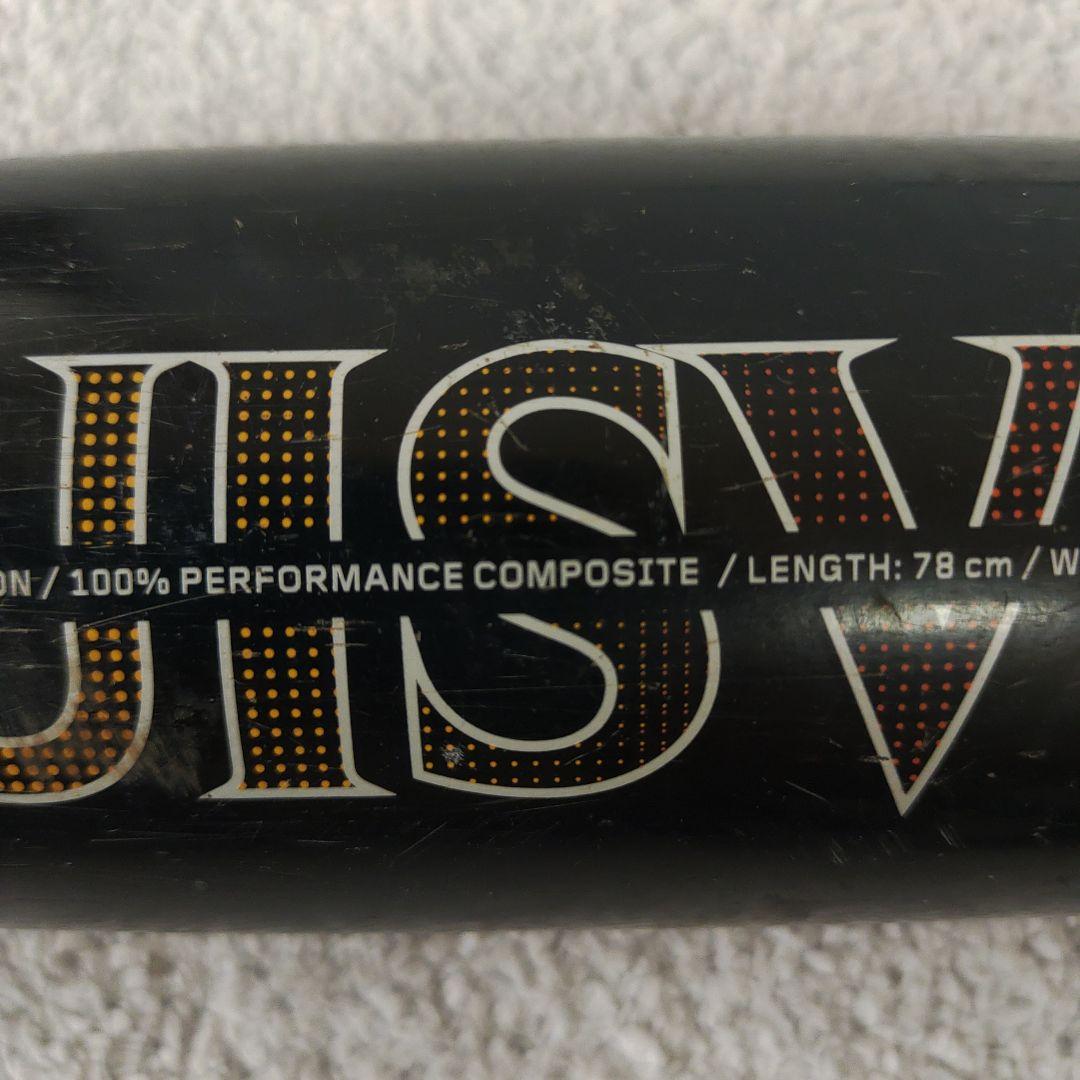 UISV
ON / 100% PERFORMANCE COMPOSITE / LENGTH: 78 cm / W